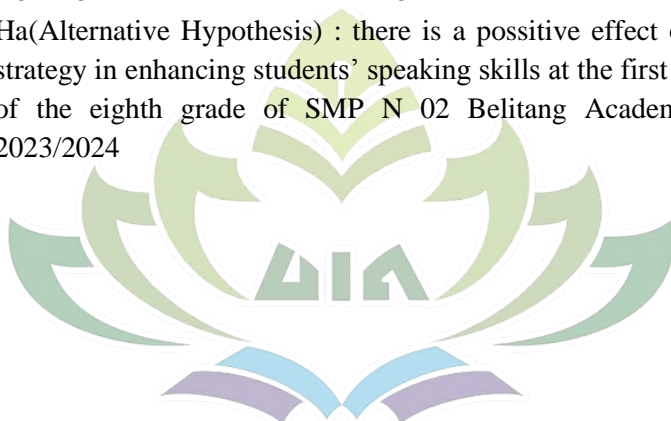 Ha(Alternative Hypothesis) : there is a possitive effect
strategy in enhancing students’ speaking skills at the first
of the eighth grade of SMP N 02 Belitang
2023/2024
UIN